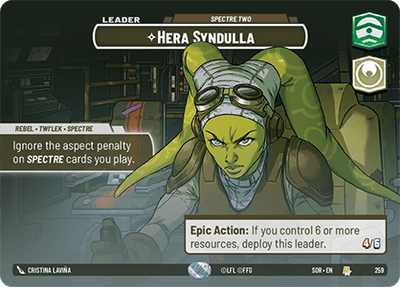 LEADER
SPECTRE TWO
✧HERA SYNDULLA
REBEL • TWI'LEK • SPECTRE
Ignore the aspect penalty
on SPECTRE cards you play.
Epic Action: If you control 6 or more
resources, deploy this leader.
4/6
CRISTINA LAVIÑA
©LFL ©FFG
SOR • EN
259